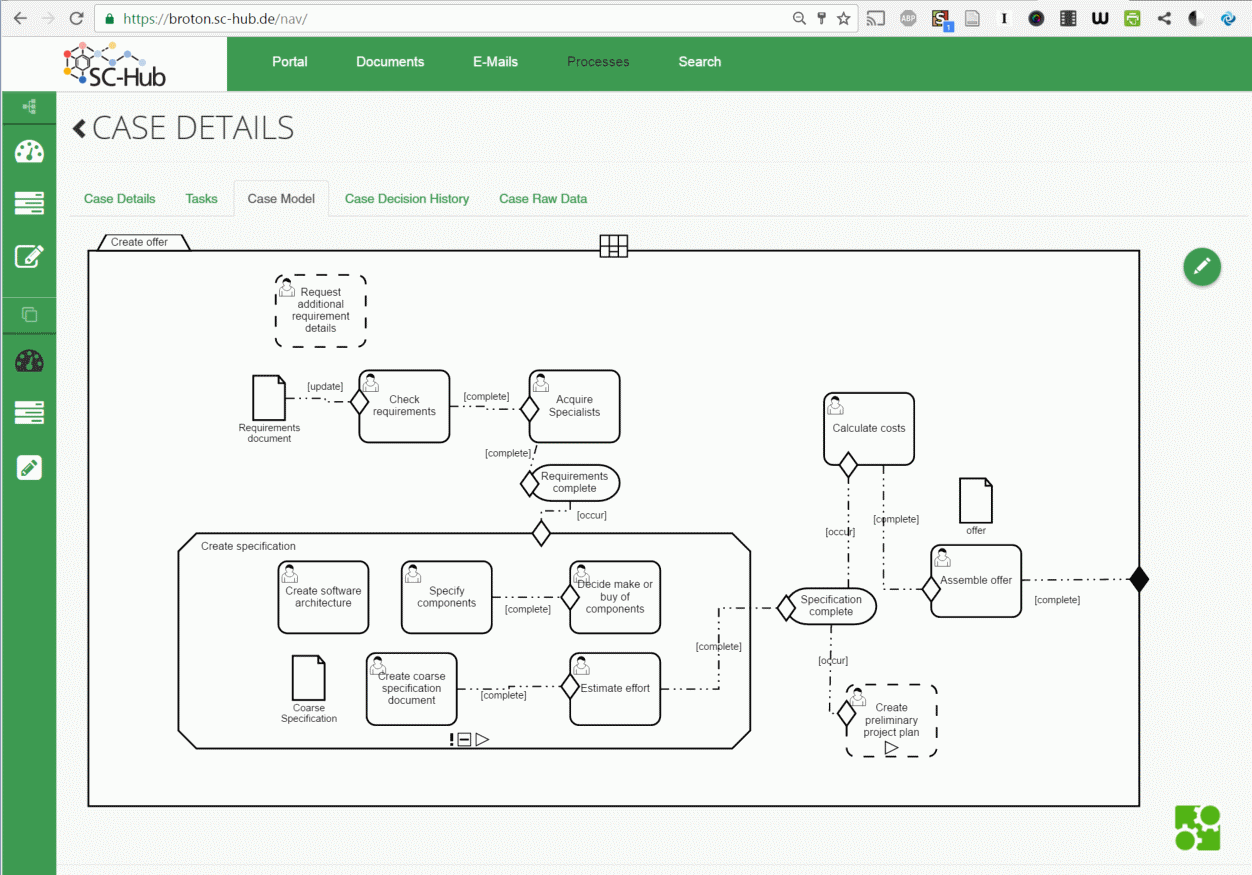 https://broton.sc-hub.de/nav/
ABP
S
1
I
W
SC-Hub
Portal
Documents
E-Mails
Processes
Search
CASE DETAILS
Case Details
Tasks
Case Model
Case Decision History
Case Raw Data
Create offer
Request
additional
requirement
details
[update]
Check
requirements
[complete]
Acquire
Specialists
Requirements
document
Calculate costs
[complete]
Requirements
complete
[occur]
offer
[occur]
[complete]
Create specification
Create software
architecture
Specify
components
[complete]
Decide make or
buy of
components
Specification
complete
Assemble offer
[complete]
[complete]
[occur]
Coarse
Specification
Create coarse
specification
document
[complete]
Estimate effort
!
Create
preliminary
project plan